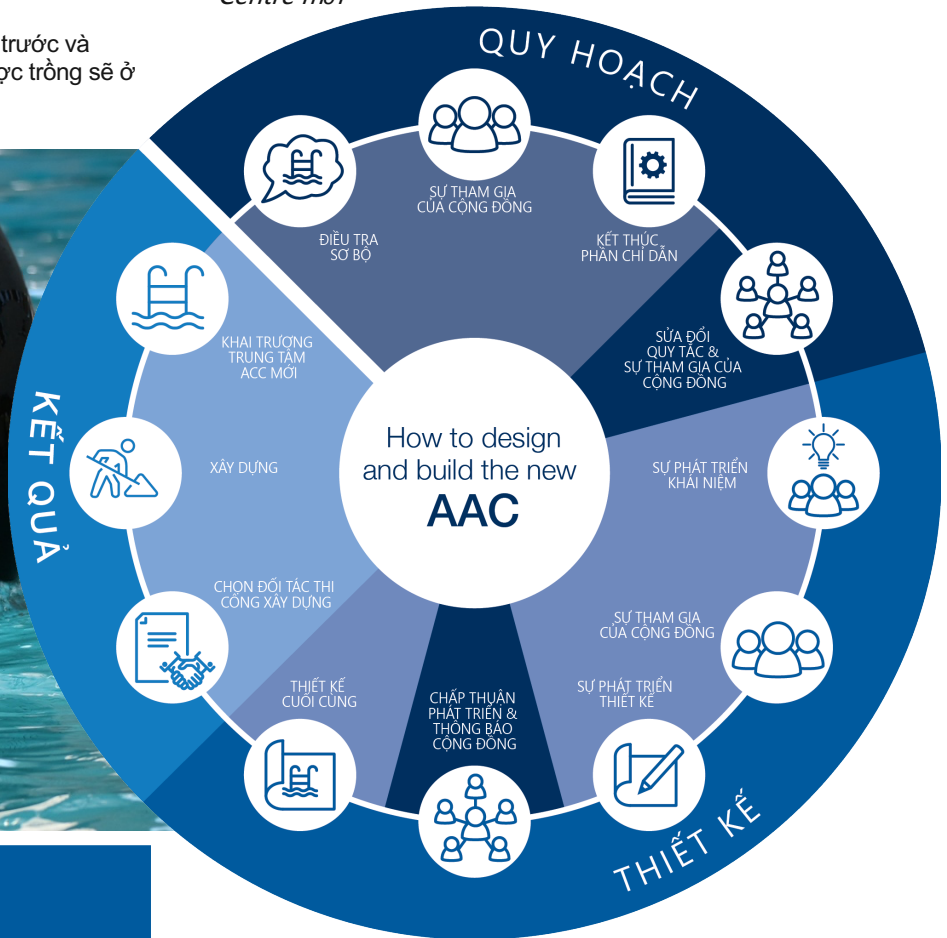 Centre mới
trước và
ợc trồng sẽ ở
QUY HOẠCH
ĐIỀU TRA
SƠ BỘ
SỰ THAM GIA
CỦA CỘNG ĐỒNG
KẾT THÚC
PHẦN CHỈ DẪN
SỬA ĐỔI
QUY TẮC &
SỰ THAM GIA CỦA
CỘNG ĐỒNG
THIẾT KẾ
SỰ PHÁT TRIỂN
KHÁI NIỆM
SỰ THAM GIA
CỦA CỘNG ĐỒNG
SỰ PHÁT TRIỂN
THIẾT KẾ
CHẤP THUẬN
PHÁT TRIỂN &
THÔNG BÁO
CỘNG ĐỒNG
THIẾT KẾ
CUỐI CÙNG
KẾT QUẢ
CHỌN ĐỐI TÁC THI
CÔNG XÂY DỰNG
XÂY DỰNG
KHAI TRƯƠNG
TRUNG TÂM
ACC MỚI
How to design
and build the new
AAC